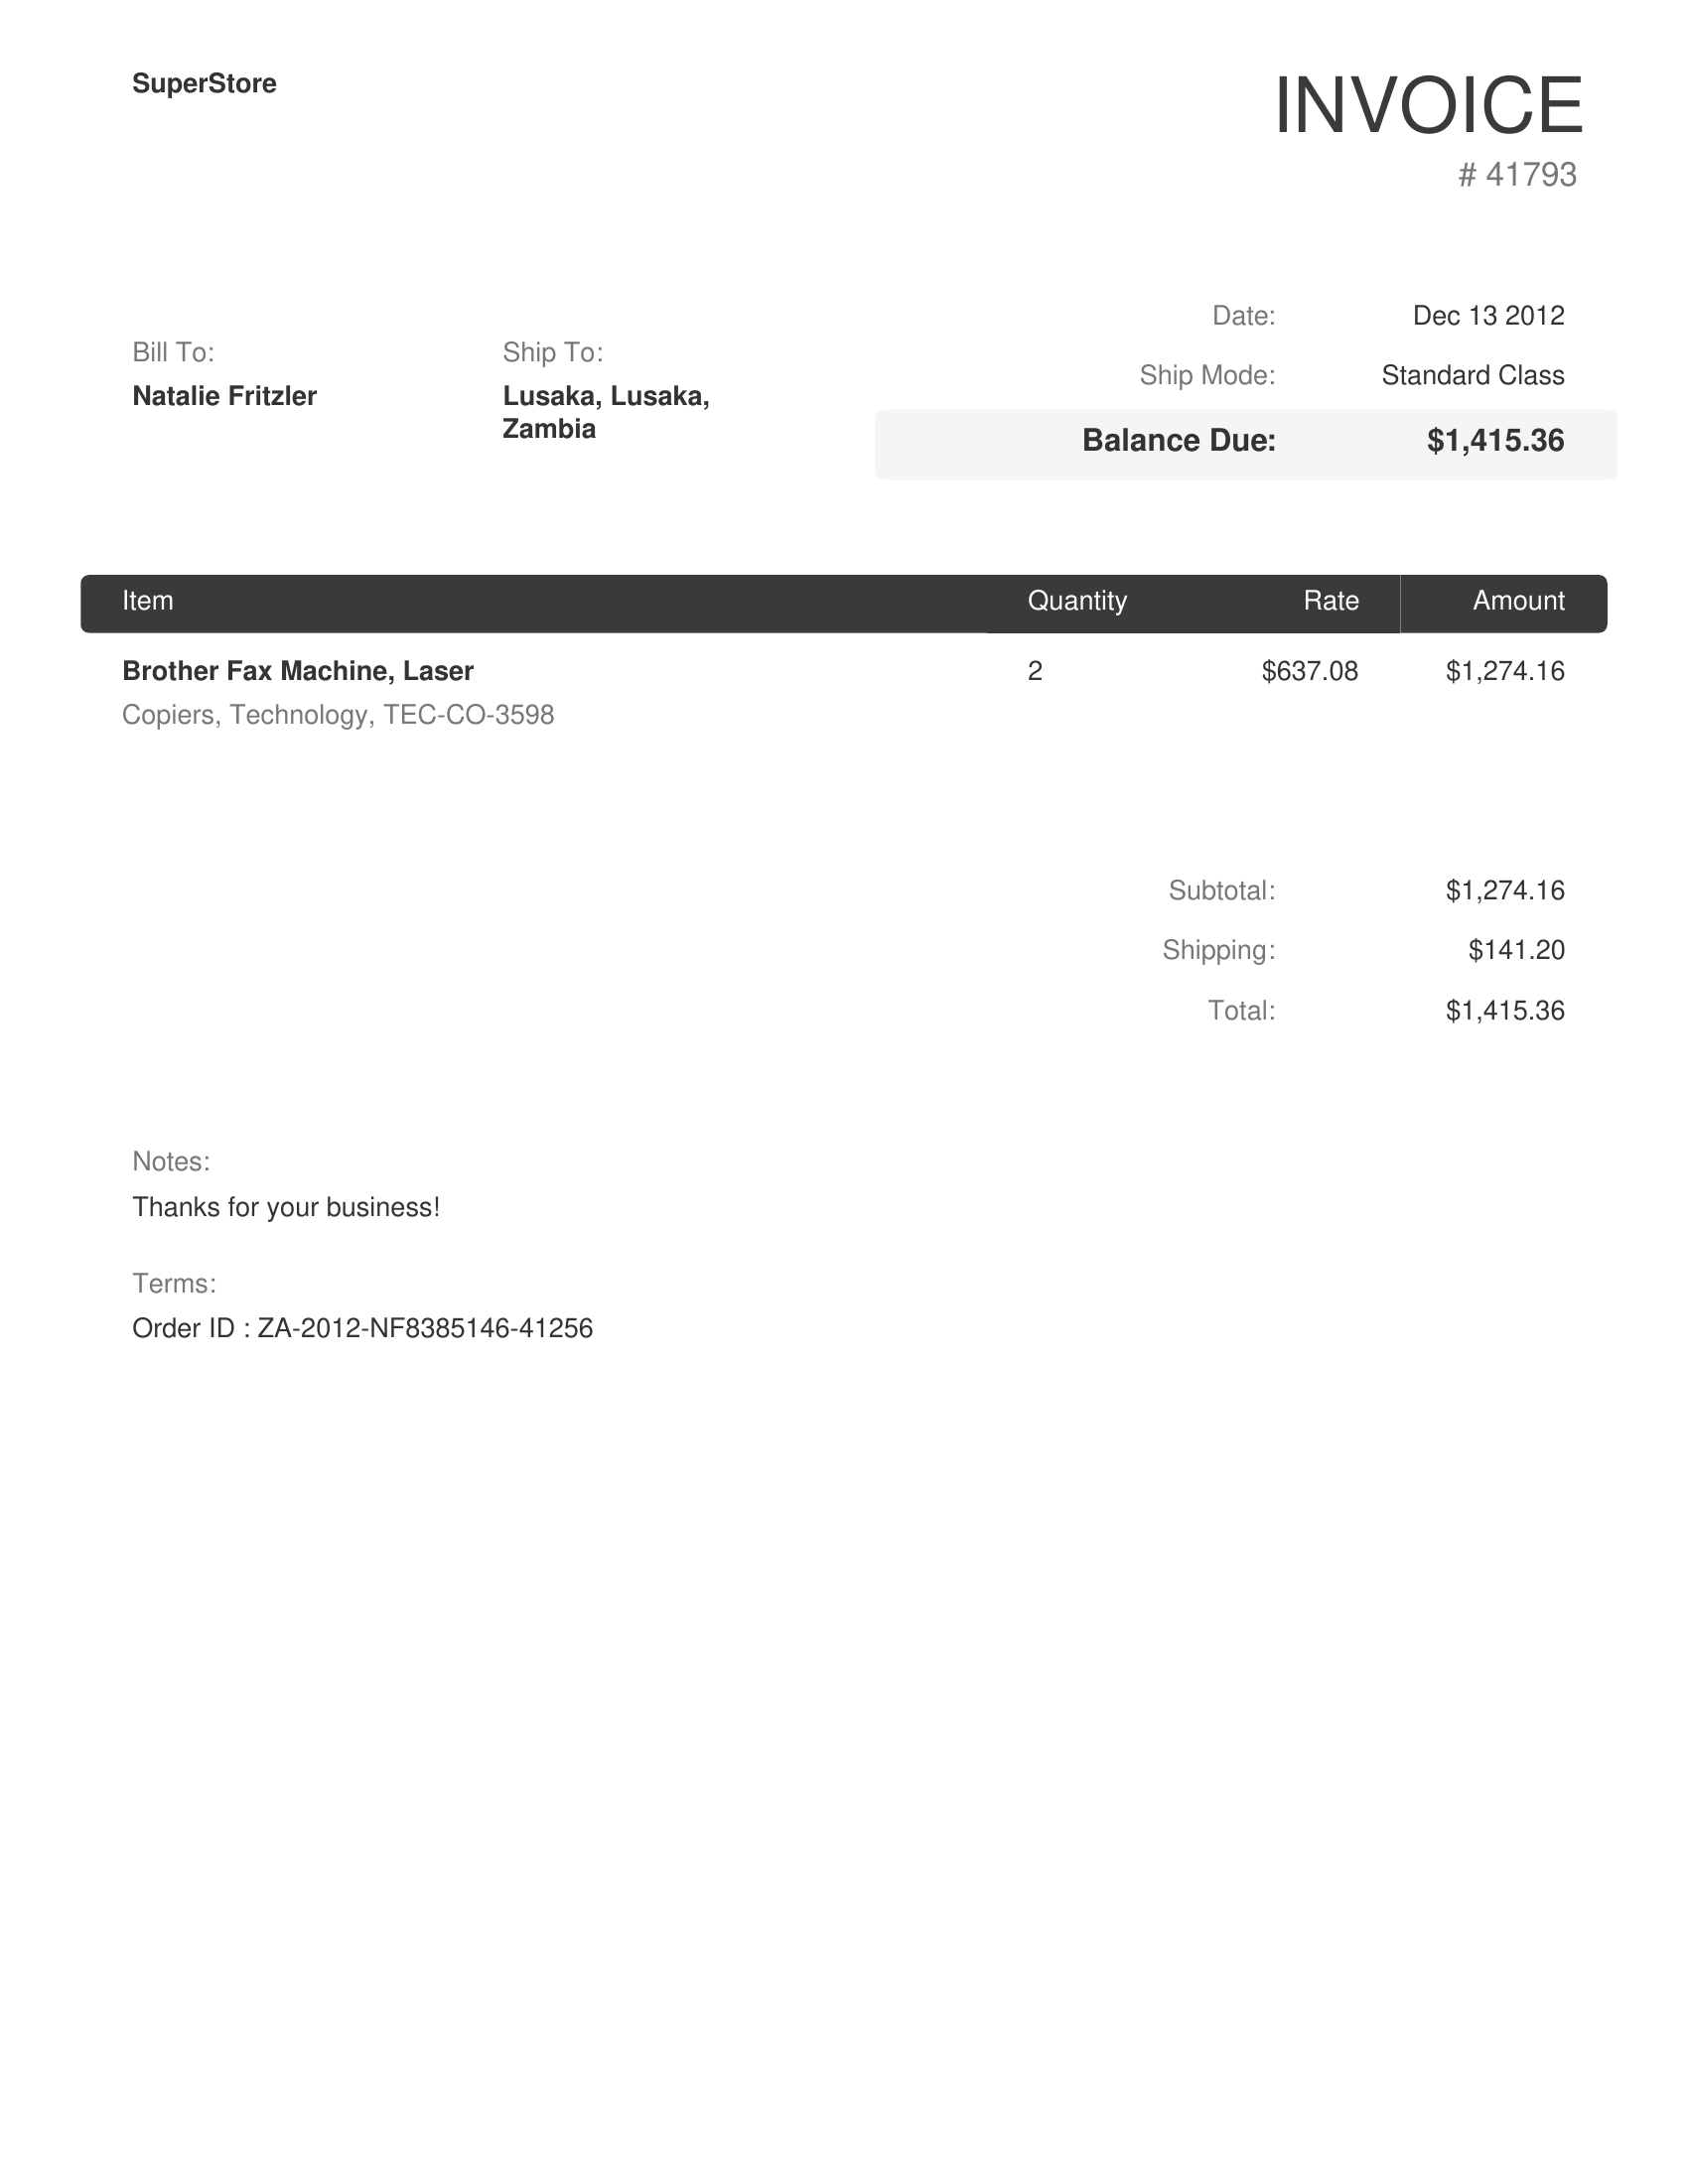 SuperStore
INVOICE
# 41793
Date: Dec 13 2012
Ship Mode: Standard Class
Balance Due: $1,415.36
Bill To:
Natalie Fritzler
Ship To:
Lusaka, Lusaka,
Zambia
Item Quantity Rate Amount
Brother Fax Machine, Laser 2 $637.08 $1,274.16
Copiers, Technology, TEC-CO-3598
Subtotal: $1,274.16
Shipping: $141.20
Total: $1,415.36
Notes:
Thanks for your business!
Terms:
Order ID : ZA-2012-NF8385146-41256